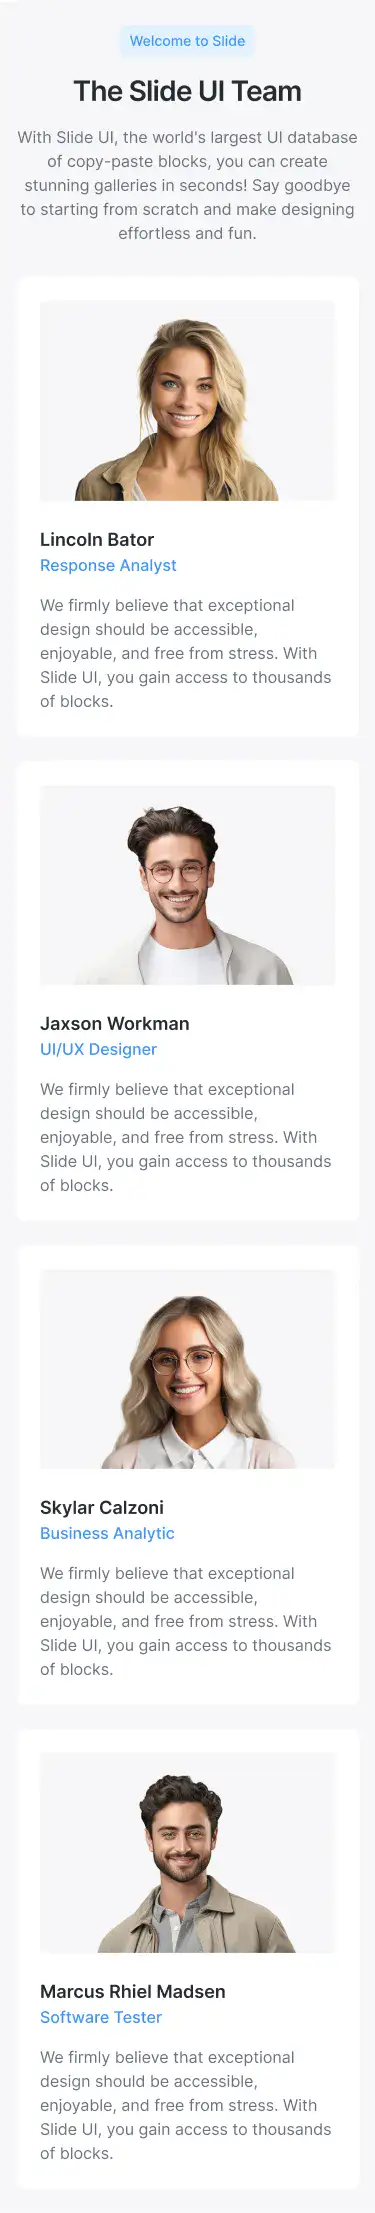 Welcome to Slide
The Slide UI Team
With Slide UI, the world's largest UI database
of copy-paste blocks, you can create
stunning galleries in seconds! Say goodbye
to starting from scratch and make designing
effortless and fun.
Lincoln Bator
Response Analyst
We firmly believe that exceptional
design should be accessible,
enjoyable, and free from stress. With
Slide UI, you gain access to thousands
of blocks.
Jaxson Workman
UI/UX Designer
We firmly believe that exceptional
design should be accessible,
enjoyable, and free from stress. With
Slide UI, you gain access to thousands
of blocks.
Skylar Calzoni
Business Analytic
We firmly believe that exceptional
design should be accessible,
enjoyable, and free from stress. With
Slide UI, you gain access to thousands
of blocks.
Marcus Rhiel Madsen
Software Tester
We firmly believe that exceptional
design should be accessible,
enjoyable, and free from stress. With
Slide UI, you gain access to thousands
of blocks.